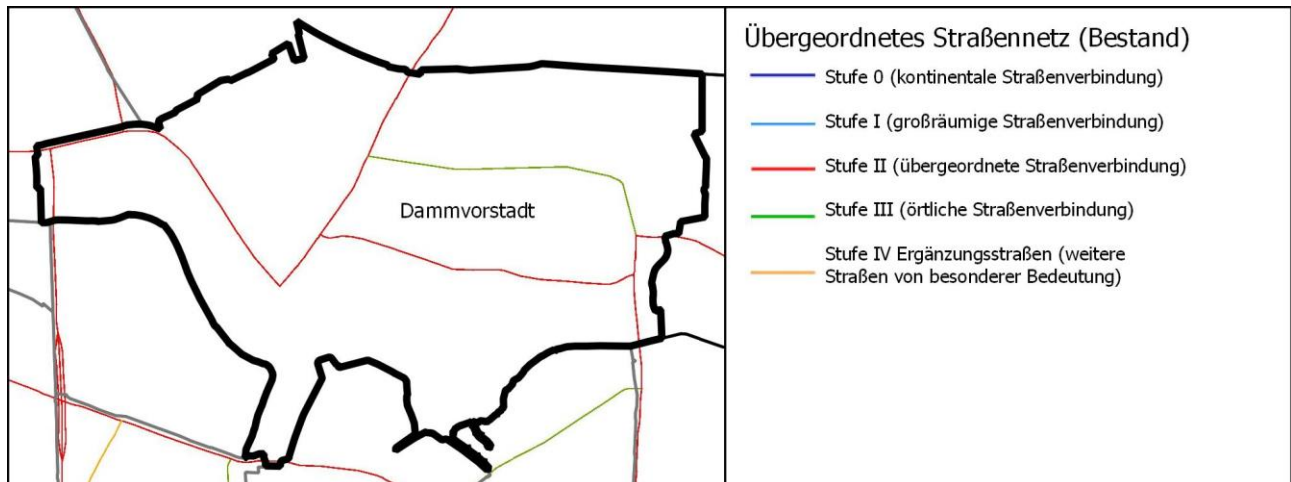 Dammvorstadt
Übergeordnetes Straßennetz (Bestand)
Stufe 0 (kontinentale Straßenverbindung)
Stufe I (großräumige Straßenverbindung)
Stufe II (übergeordnete Straßenverbindung)
Stufe III (örtliche Straßenverbindung)
Stufe IV Ergänzungsstraßen (weitere
Straßen von besonderer Bedeutung)